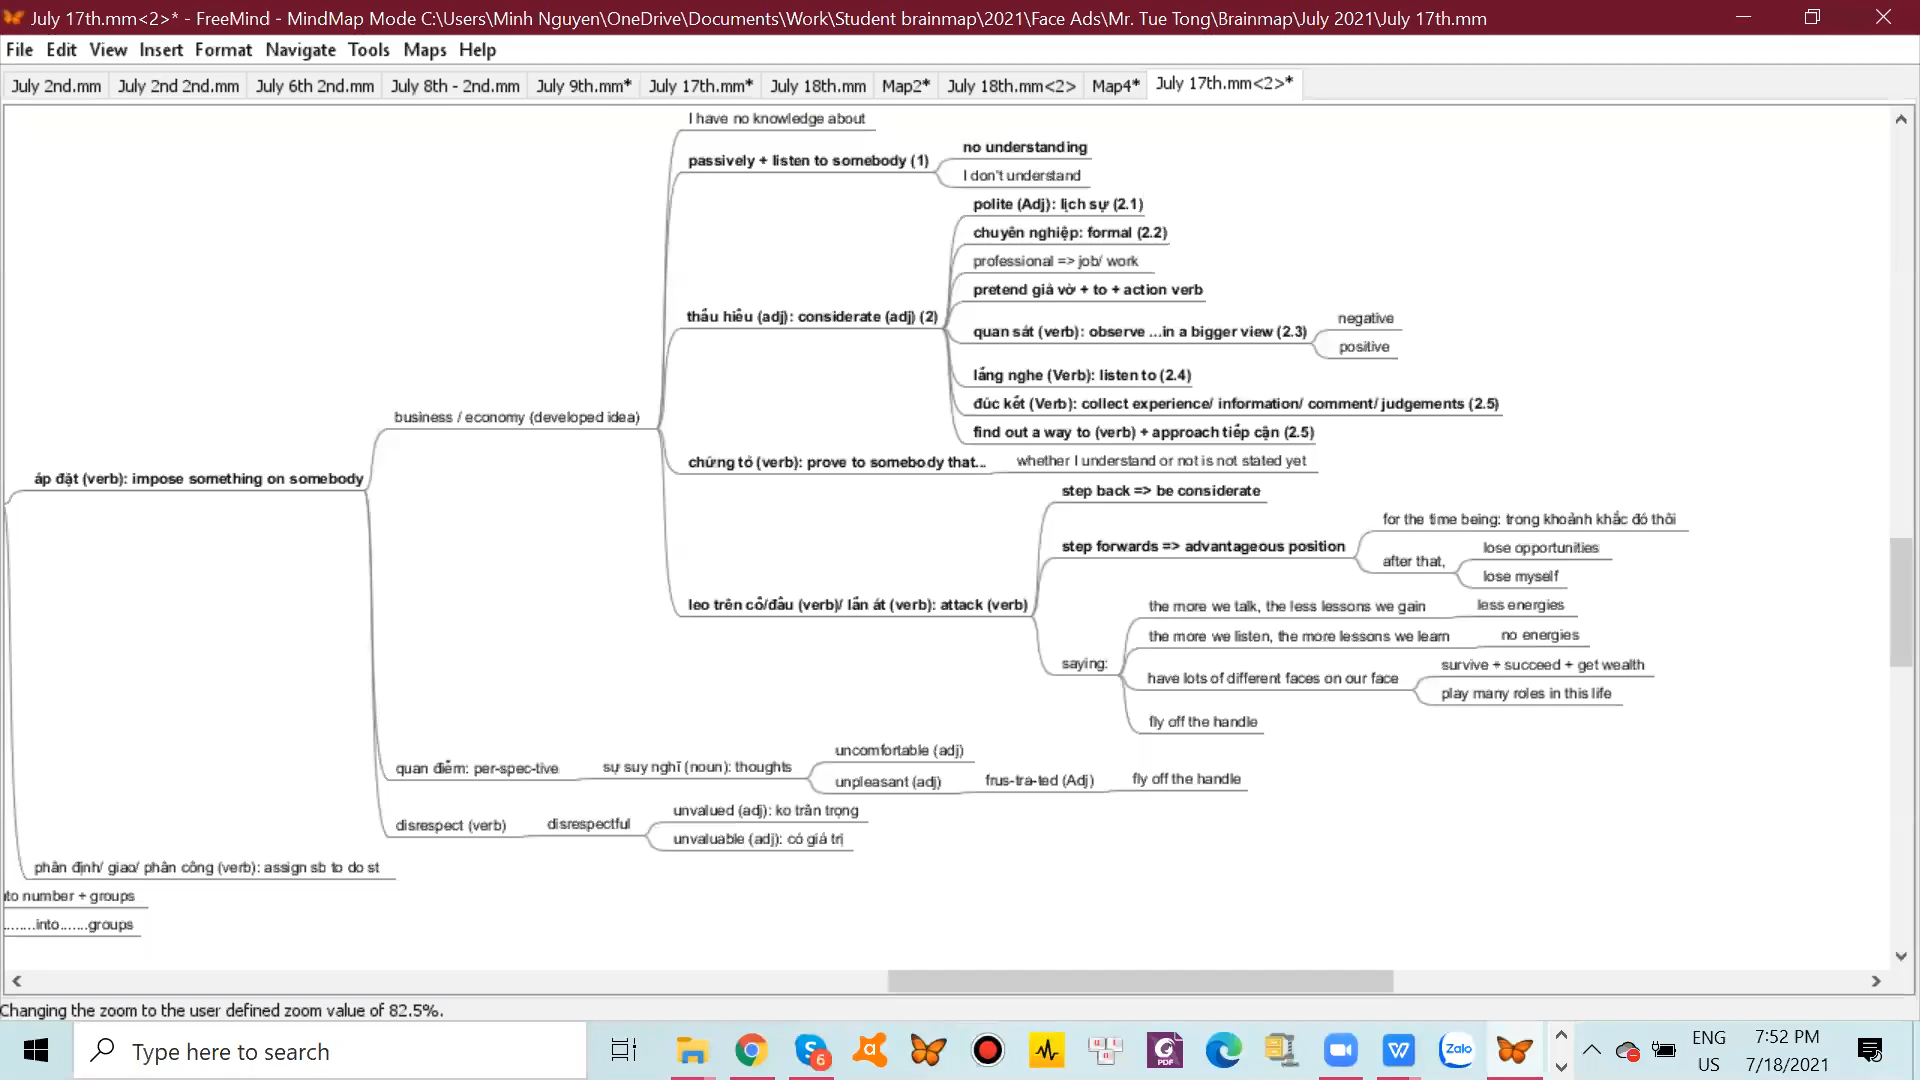 July 17th.mm<2>* - FreeMind - MindMap Mode C:\Users\Minh Nguyen\OneDrive\Documents\Work\Student brainmap\2021\Face Ads\Mr. Tue Tong\Brainmap\July 2021\July 17th.mm
File Edit View Insert Format Navigate Tools Maps Help
July 2nd.mm July 2nd 2nd.mm July 6th 2nd.mm July 8th - 2nd.mm July 9th.mm* July 17th.mm* July 18th.mm Map2* July 18th.mm<2> Map4* July 17th.mm<2>*
I have no knowledge about
passively + listen to somebody (1)
no understanding
I don't understand
thấu hiểu (adj): considerate (adj) (2)
polite (Adj): lịch sự (2.1)
chuyên nghiệp: formal (2.2)
professional => job/ work
pretend giả vờ + to + action verb
quan sát (verb): observe ...in a bigger view (2.3)
negative
positive
lắng nghe (Verb): listen to (2.4)
đúc kết (Verb): collect experience/ information/ comment/ judgements (2.5)
find out a way to (verb) + approach tiếp cận (2.5)
business / economy (developed idea)
chứng tỏ (verb): prove to somebody that...
whether I understand or not is not stated yet
áp đặt (verb): impose something on somebody
step back => be considerate
step forwards => advantageous position
for the time being: trong khoảnh khắc đó thôi
after that,
lose opportunities
lose myself
leo trên cổ/đầu (verb)/ lấn át (verb): attack (verb)
saying:
the more we talk, the less lessons we gain
less energies
the more we listen, the more lessons we learn
no energies
have lots of different faces on our face
survive + succeed + get wealth
play many roles in this life
fly off the handle
quan điểm: per-spec-tive
sự suy nghĩ (noun): thoughts
uncomfortable (adj)
unpleasant (adj)
frus-tra-ted (Adj)
fly off the handle
disrespect (verb)
disrespectful
unvalued (adj): ko trân trọng
unvaluable (adj): có giá trị
phân định/ giao/ phân công (verb): assign sb to do st
to number + groups
.......into.......groups
Changing the zoom to the user defined zoom value of 82.5%.
Type here to search
6
PDF
Zalo
ENG
US
7:52 PM
7/18/2021